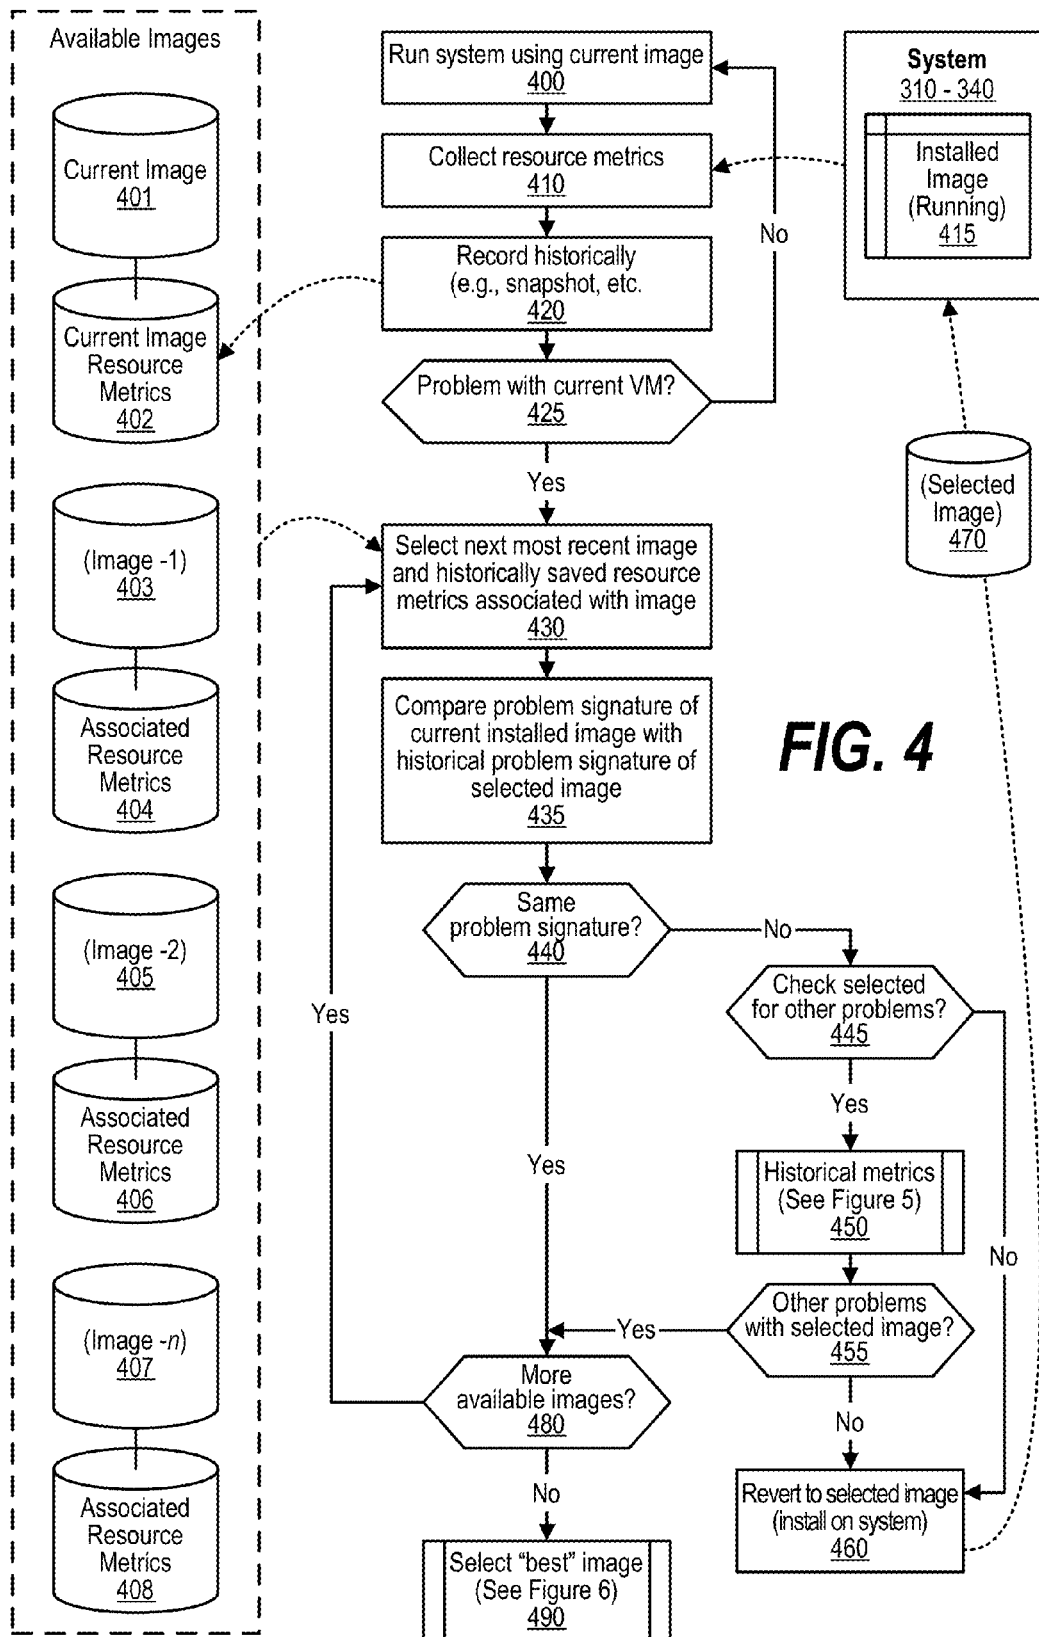 Available Images
Current Image
401
Current Image
Resource
Metrics
402
(Image -1)
403
Associated
Resource
Metrics
404
(Image -2)
405
Associated
Resource
Metrics
406
(Image -n)
407
Associated
Resource
Metrics
408
Run system using current image
400
Collect resource metrics
410
Record historically
(e.g., snapshot, etc.
420
Problem with current VM?
425
No
Yes
Select next most recent image
and historically saved resource
metrics associated with image
430
Compare problem signature of
current installed image with
historical problem signature of
selected image
435
Same
problem signature?
440
No
Yes
Yes
Check selected
for other problems?
445
Yes
No
Historical metrics
(See Figure 5)
450
Other problems
with selected image?
455
Yes
No
More
available images?
480
No
Revert to selected image
(install on system)
460
Select “best” image
(See Figure 6)
490
System
310 - 340
Installed
Image
(Running)
415
(Selected
Image)
470
FIG. 4